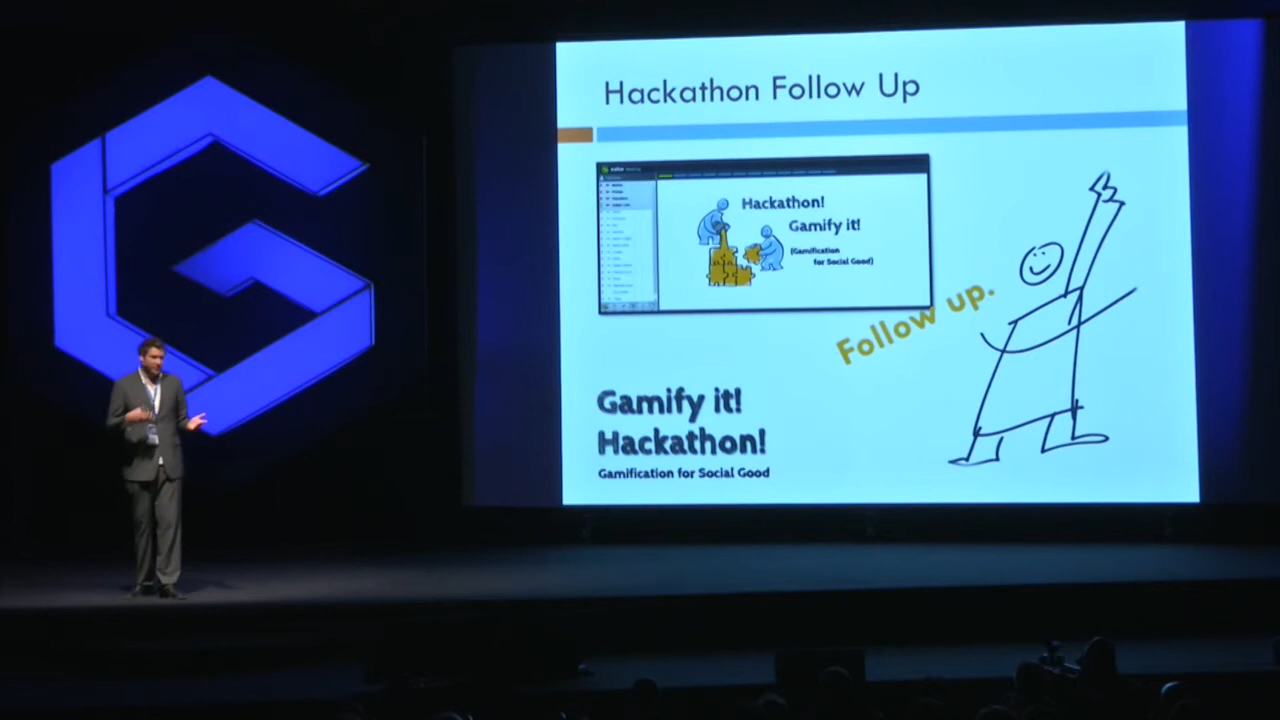 Hackathon Follow Up
Hackathon!
Gamify it!
(Gamification
for Social Good)
Follow up.
Gamify it!
Hackathon!
Gamification for Social Good